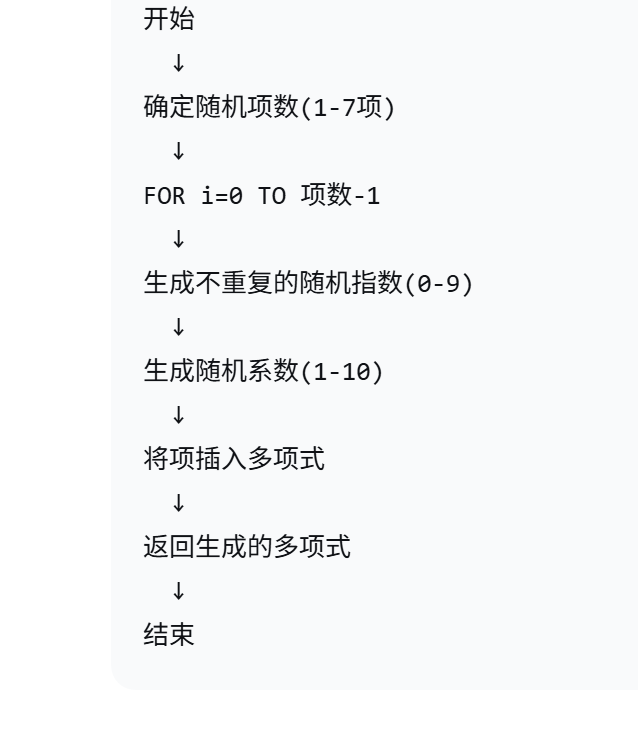 开始
↓
确定随机项数(1-7项)
↓
FOR i=0 TO 项数-1
↓
生成不重复的随机指数(0-9)
↓
生成随机系数(1-10)
↓
将项插入多项式
↓
返回生成的多项式
↓
结束